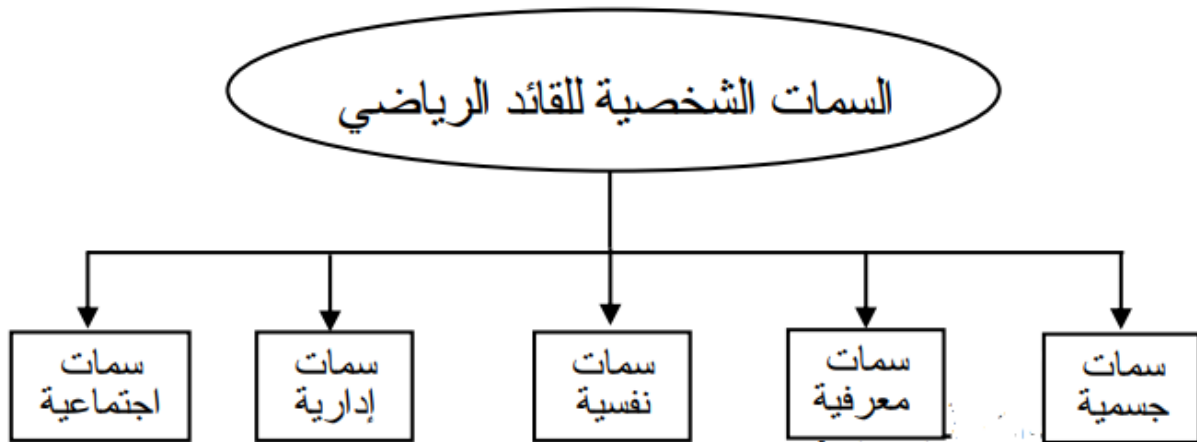 السمات الشخصية للقائد الرياضي
سمات
جسمية
سمات
معرفية
سمات
نفسية
سمات
إدارية
سمات
اجتماعية